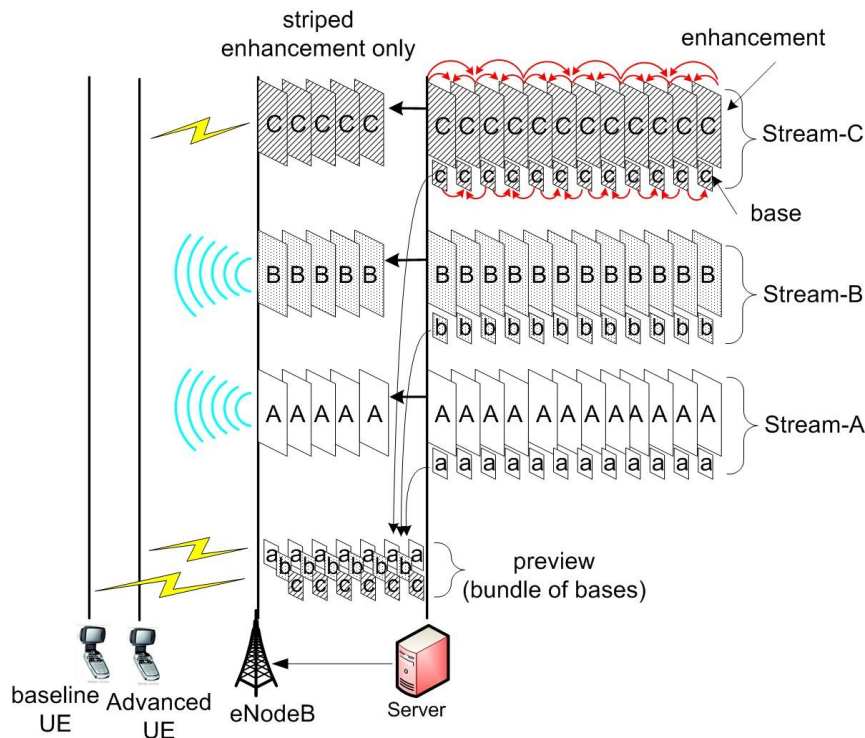 striped
enhancement only
enhancement
C C C C C
C C C C C C C C C C C C
Stream-C
c c c c c c c c c c c c
base
B B B B B
B B B B B B B B B B B B
Stream-B
b b b b b b b b b b b b
A A A A A
A A A A A A A A A A A A
Stream-A
a a a a a a a a a a a a
a a a a a a a
b b b b b b
c c c c c c
preview
(bundle of bases)
baseline
UE
Advanced
UE
eNodeB
Server